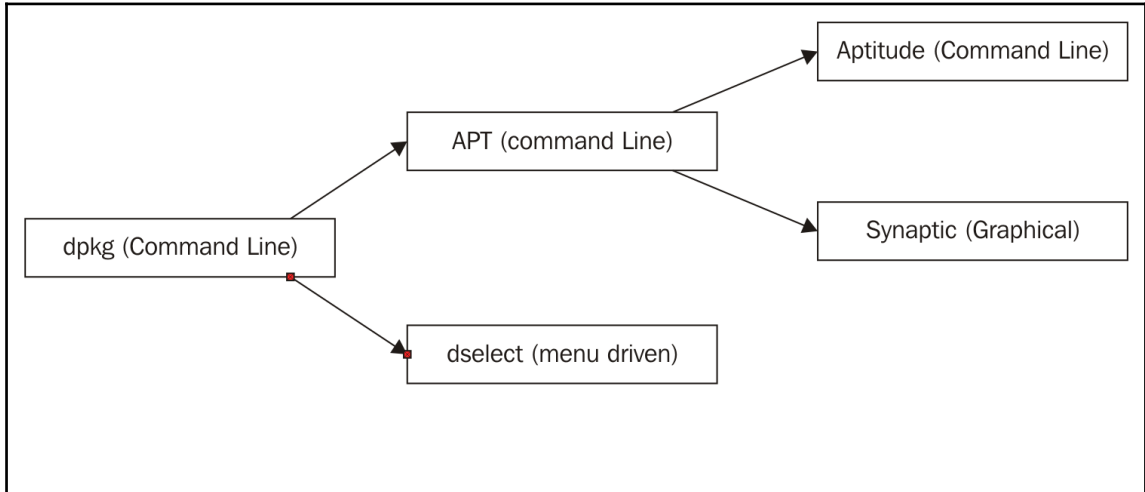 Aptitude (Command Line)
APT (command Line)
Synaptic (Graphical)
dpkg (Command Line)
dselect (menu driven)